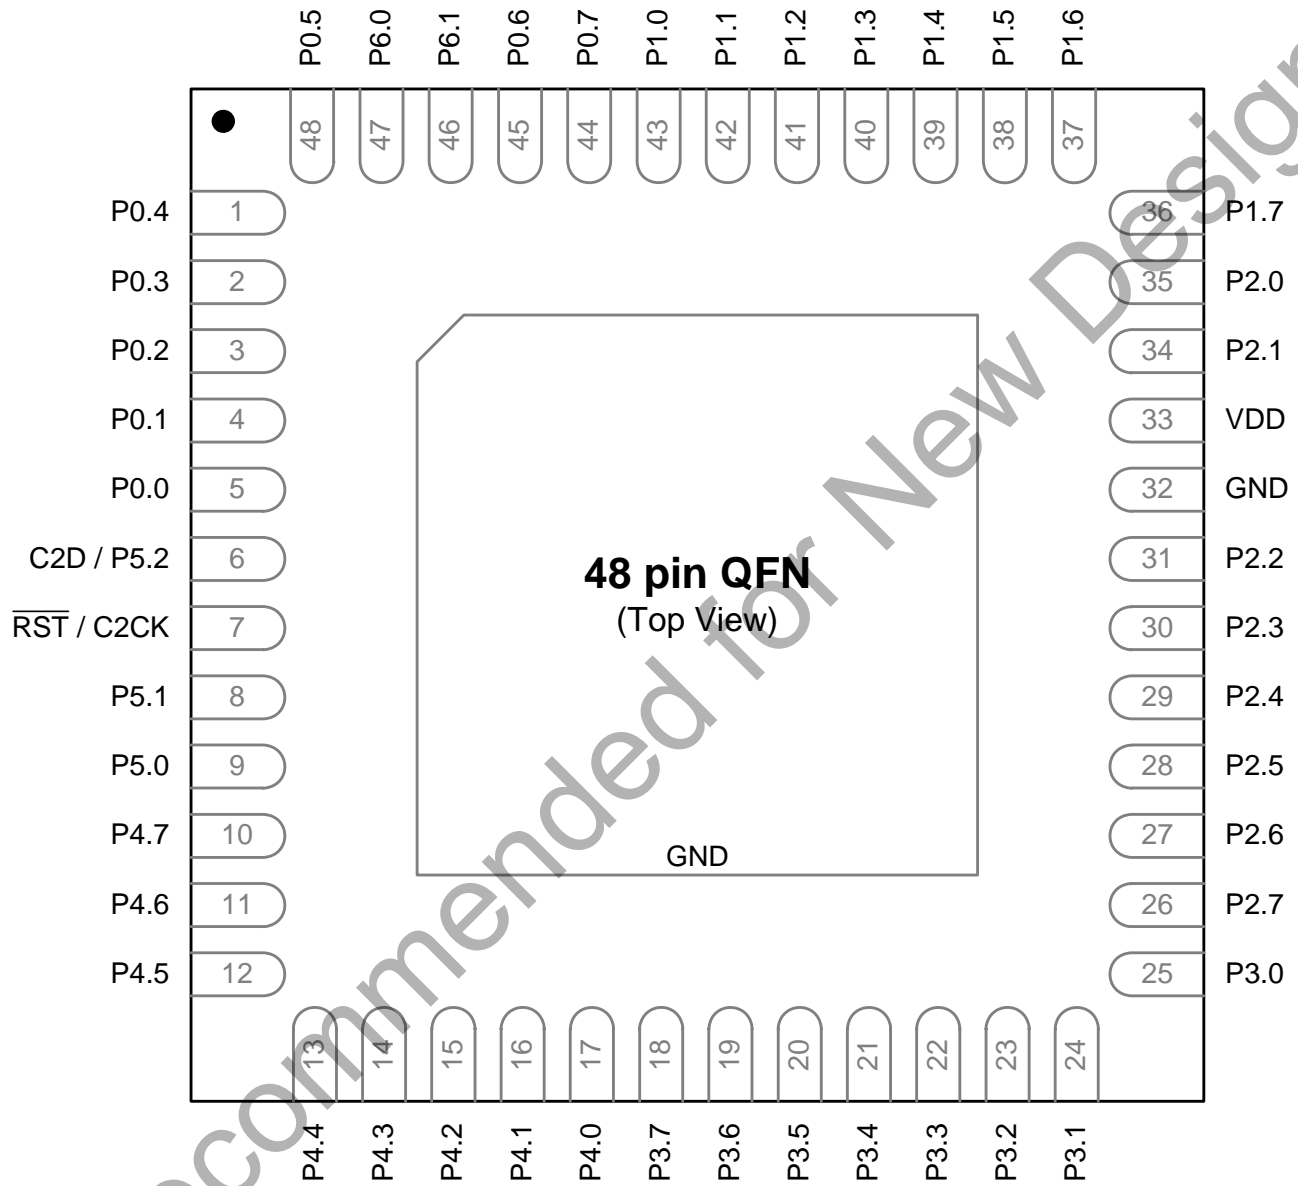 P0.5 P6.0 P6.1 P0.6 P0.7 P1.0 P1.1 P1.2 P1.3 P1.4 P1.5 P1.6
48 47 46 45 44 43 42 41 40 39 38 37
P0.4 1 36 P1.7
P0.3 2 35 P2.0
P0.2 3 34 P2.1
P0.1 4 33 VDD
P0.0 5 32 GND
C2D / P5.2 6 31 P2.2
RST / C2CK 7 30 P2.3
P5.1 8 29 P2.4
P5.0 9 28 P2.5
P4.7 10 27 P2.6
P4.6 11 26 P2.7
P4.5 12 25 P3.0
48 pin QFN
(Top View)
GND
13 14 15 16 17 18 19 20 21 22 23 24
P4.4 P4.3 P4.2 P4.1 P4.0 P3.7 P3.6 P3.5 P3.4 P3.3 P3.2 P3.1
ecommended for New Design